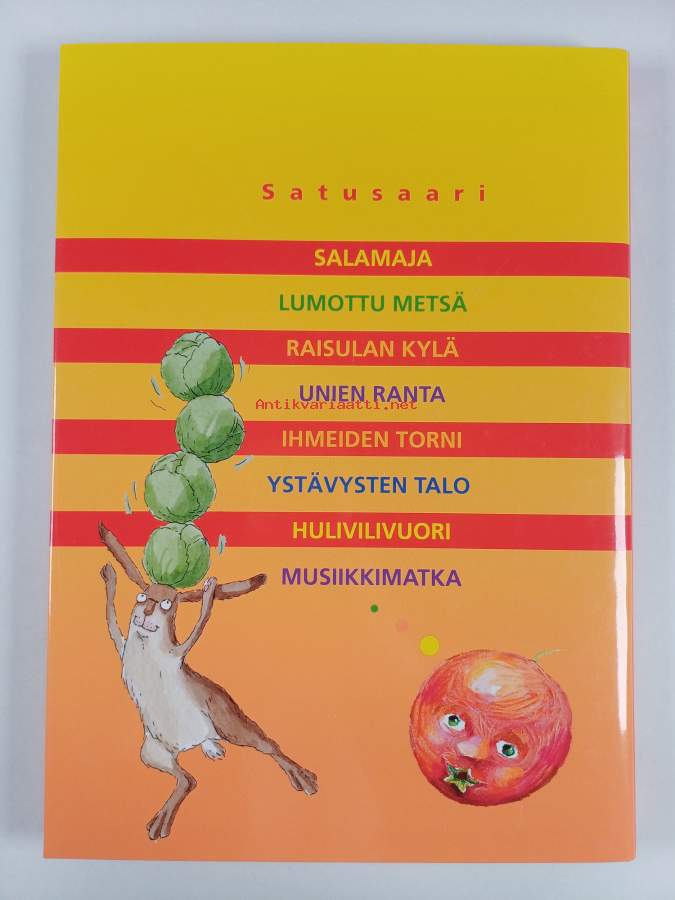 Satusaari
SALAMAJA
LUMOTTU METSÄ
RAISULAN KYLÄ
UNIEN RANTA
Antikvariaatti.net
IHMEIDEN TORNI
YSTÄVYSTEN TALO
HULIVILIVUORI
MUSIIKKIMATKA